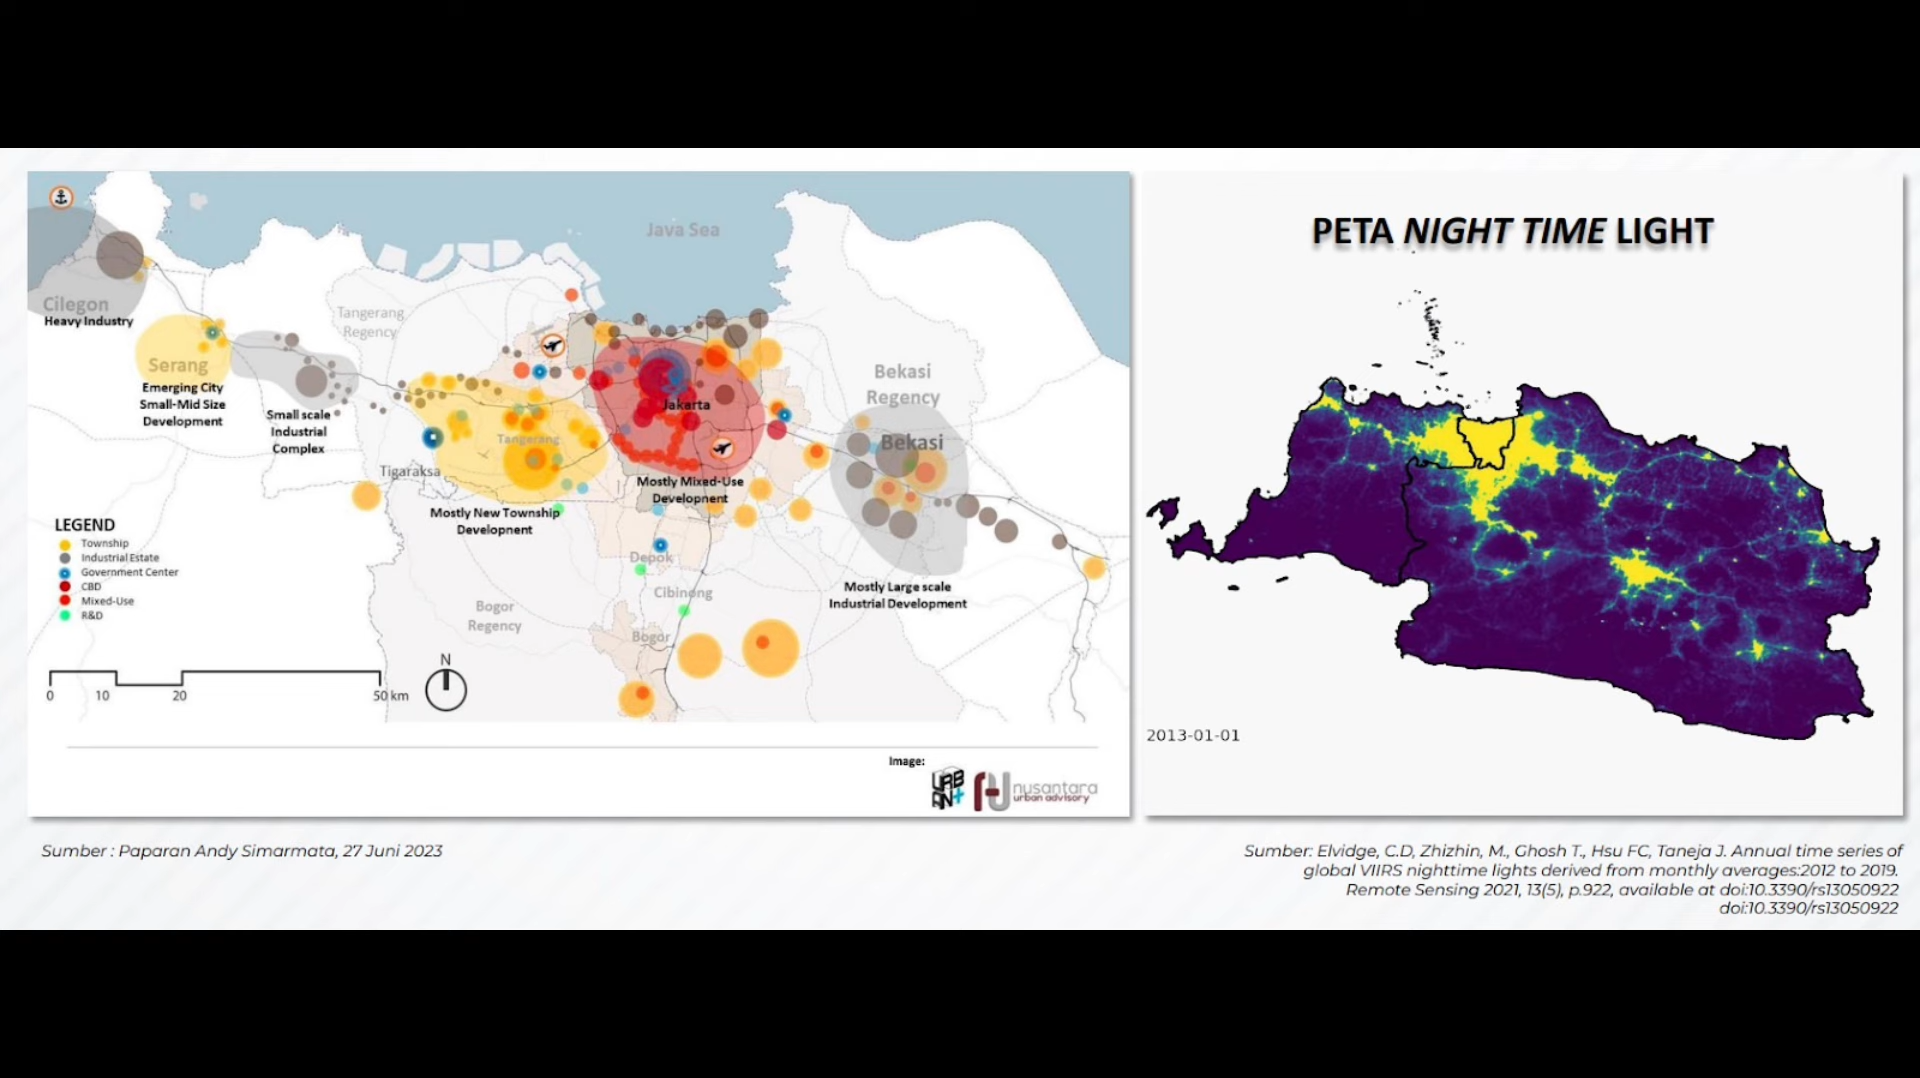 Java Sea
Cilegon
Heavy Industry
Tangerang
Regency
Serang
Emerging City
Small-Mid Size
Development
Small scale
Industrial
Complex
Jakarta
Bekasi
Regency
Bekasi
Tangerang
Tigaraksa
Mostly Mixed-Use
Development
Mostly New Township
Development
Depok
Cibinong
Bogor
Regency
Bogor
Mostly Large scale
Industrial Development
LEGEND
Township
Industrial Estate
Government Center
CBD
Mixed-Use
R&D
0 10 20 50 km
N
Image:
URB
AN+
nusantara
urban advisory
Sumber : Paparan Andy Simarmata, 27 Juni 2023
PETA NIGHT TIME LIGHT
2013-01-01
Sumber: Elvidge, C.D, Zhizhin, M., Ghosh T., Hsu FC, Taneja J. Annual time series of
global VIIRS nighttime lights derived from monthly averages:2012 to 2019.
Remote Sensing 2021, 13(5), p.922, available at doi:10.3390/rs13050922
doi:10.3390/rs13050922